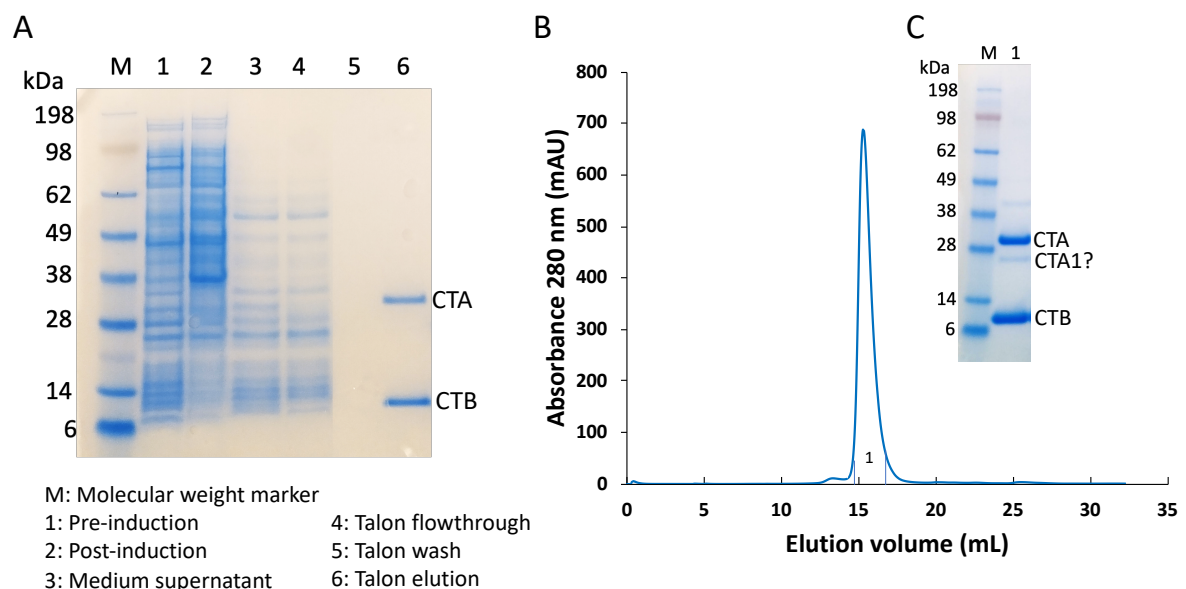 A
M 1 2 3 4 5 6
kDa
198
98
62
49
38
28
14
6
CTA
CTB
M: Molecular weight marker
1: Pre-induction
2: Post-induction
3: Medium supernatant
4: Talon flowthrough
5: Talon wash
6: Talon elution
B
Absorbance 280 nm (mAU)
800
700
600
500
400
300
200
100
0
1
0 5 10 15 20 25 30 35
Elution volume (mL)
C
M 1
kDa
198
98
62
49
38
28
14
6
CTA
CTA1?
CTB